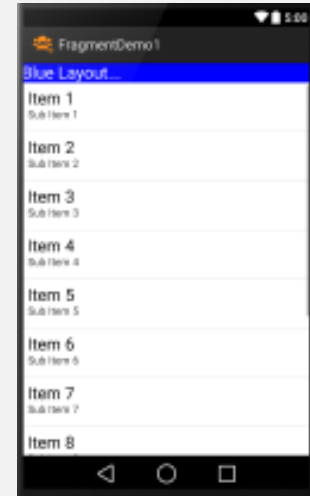 5:00
FragmentDemo1
Blue Layout...
Item 1
Sub Item 1
Item 2
Sub Item 2
Item 3
Sub Item 3
Item 4
Sub Item 4
Item 5
Sub Item 5
Item 6
Sub Item 6
Item 7
Sub Item 7
Item 8